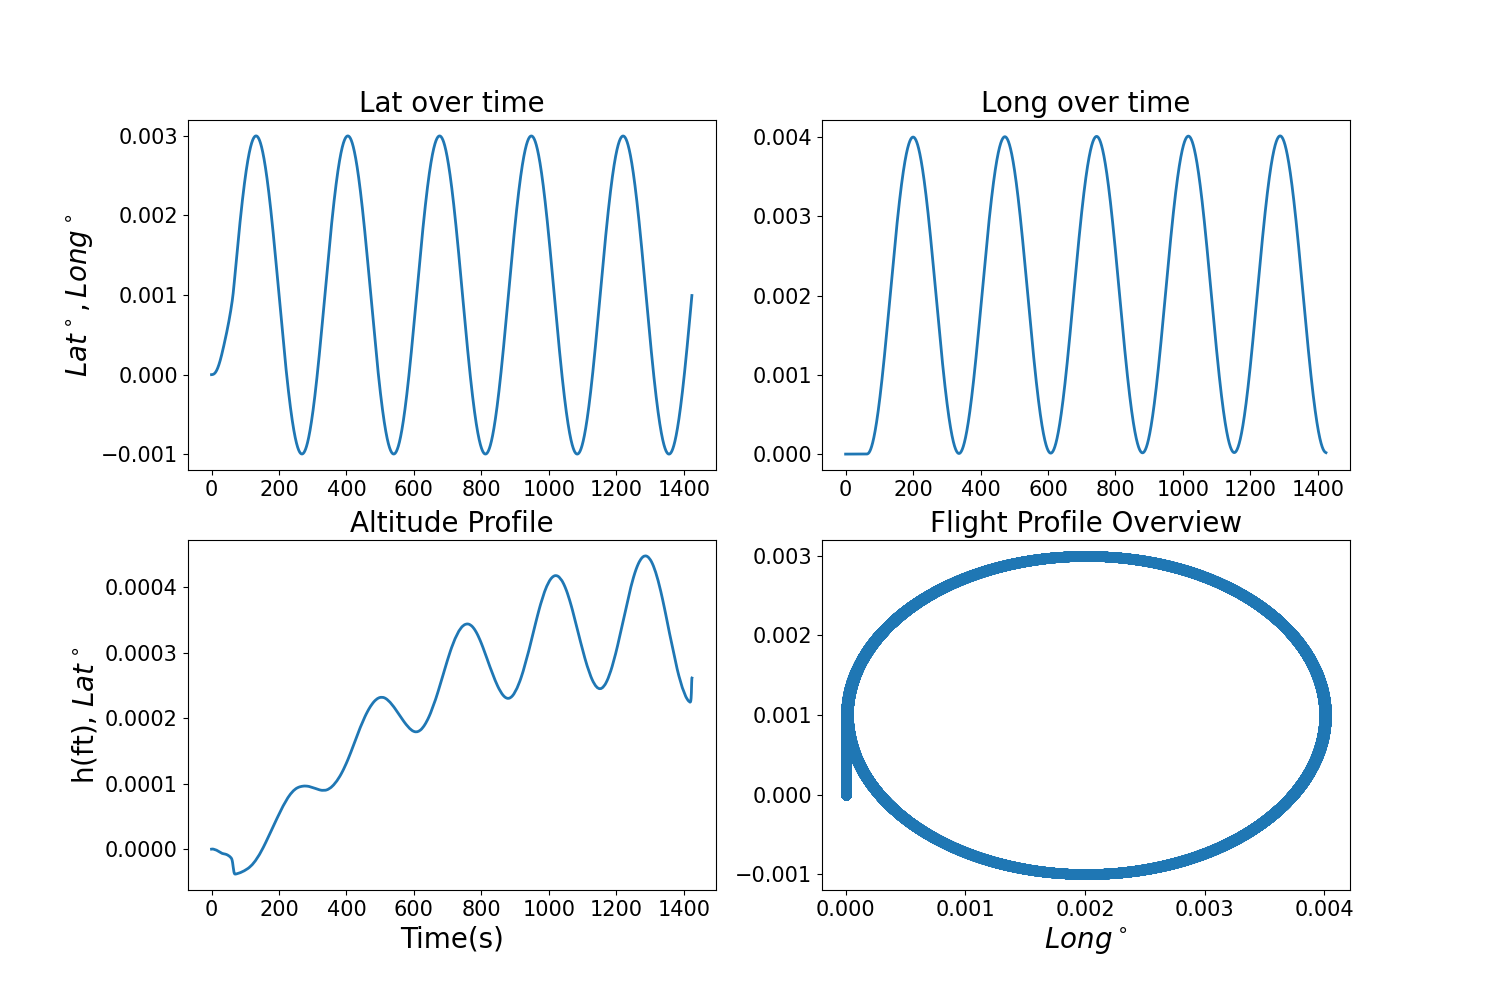 Lat over time
Long over time
0.003
0.002
0.001
0.000
−0.001
Lat°, Long°
0 200 400 600 800 1000 1200 1400
0.004
0.003
0.002
0.001
0.000
0 200 400 600 800 1000 1200 1400
Altitude Profile
Flight Profile Overview
0.0004
0.0003
0.0002
0.0001
0.0000
h(ft), Lat°
0 200 400 600 800 1000 1200 1400
Time(s)
0.003
0.002
0.001
0.000
−0.001
0.000 0.001 0.002 0.003 0.004
Long°